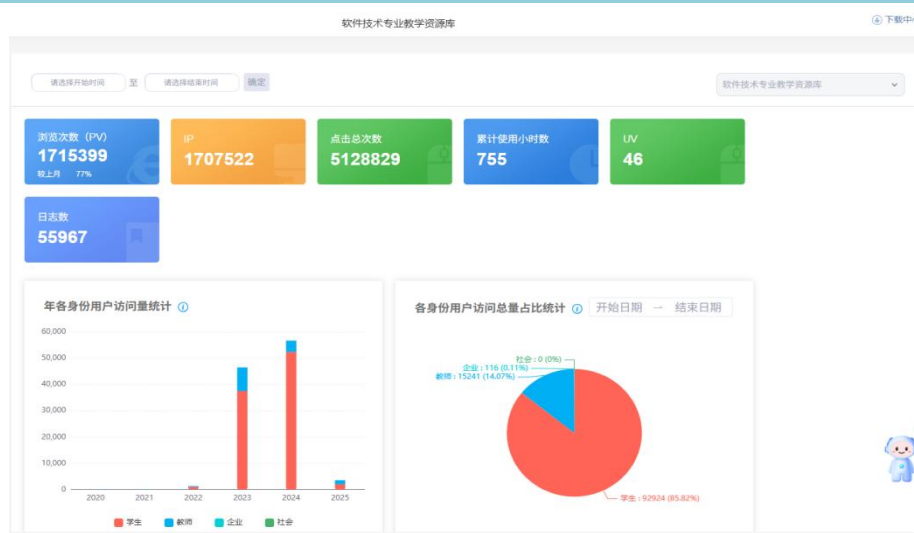 软件技术专业教学资源库
下载中
请选择开始时间 至 请选择结束时间 确定
软件技术专业教学资源库
浏览次数（PV）
1715399
较上月 77%
IP
1707522
点击总次数
5128829
累计使用小时数
755
UV
46
日志数
55967
年各身份用户访问量统计
60,000
50,000
40,000
30,000
20,000
10,000
0
2020 2021 2022 2023 2024 2025
学生 教师 企业 社会
各身份用户访问总量占比统计 开始日期 → 结束日期
社会 : 0 (0%)
企业 : 116 (0.11%)
教师 : 15241 (14.07%)
学生 : 92924 (85.82%)